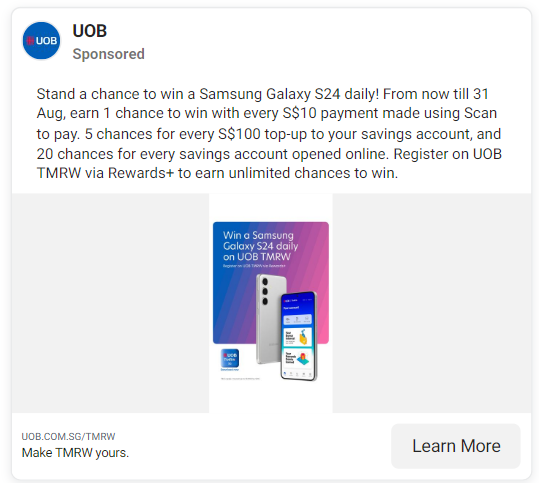 UOB
UOB
Sponsored
Stand a chance to win a Samsung Galaxy S24 daily! From now till 31
Aug, earn 1 chance to win with every S$10 payment made using Scan
to pay. 5 chances for every S$100 top-up to your savings account, and
20 chances for every savings account opened online. Register on UOB
TMRW via Rewards+ to earn unlimited chances to win.
Win a Samsung
Galaxy S24 daily
on UOB TMRW
Register on UOB TMRW via Rewards+
UOB
UOB.COM.SG/TMRW
Make TMRW yours.
Learn More